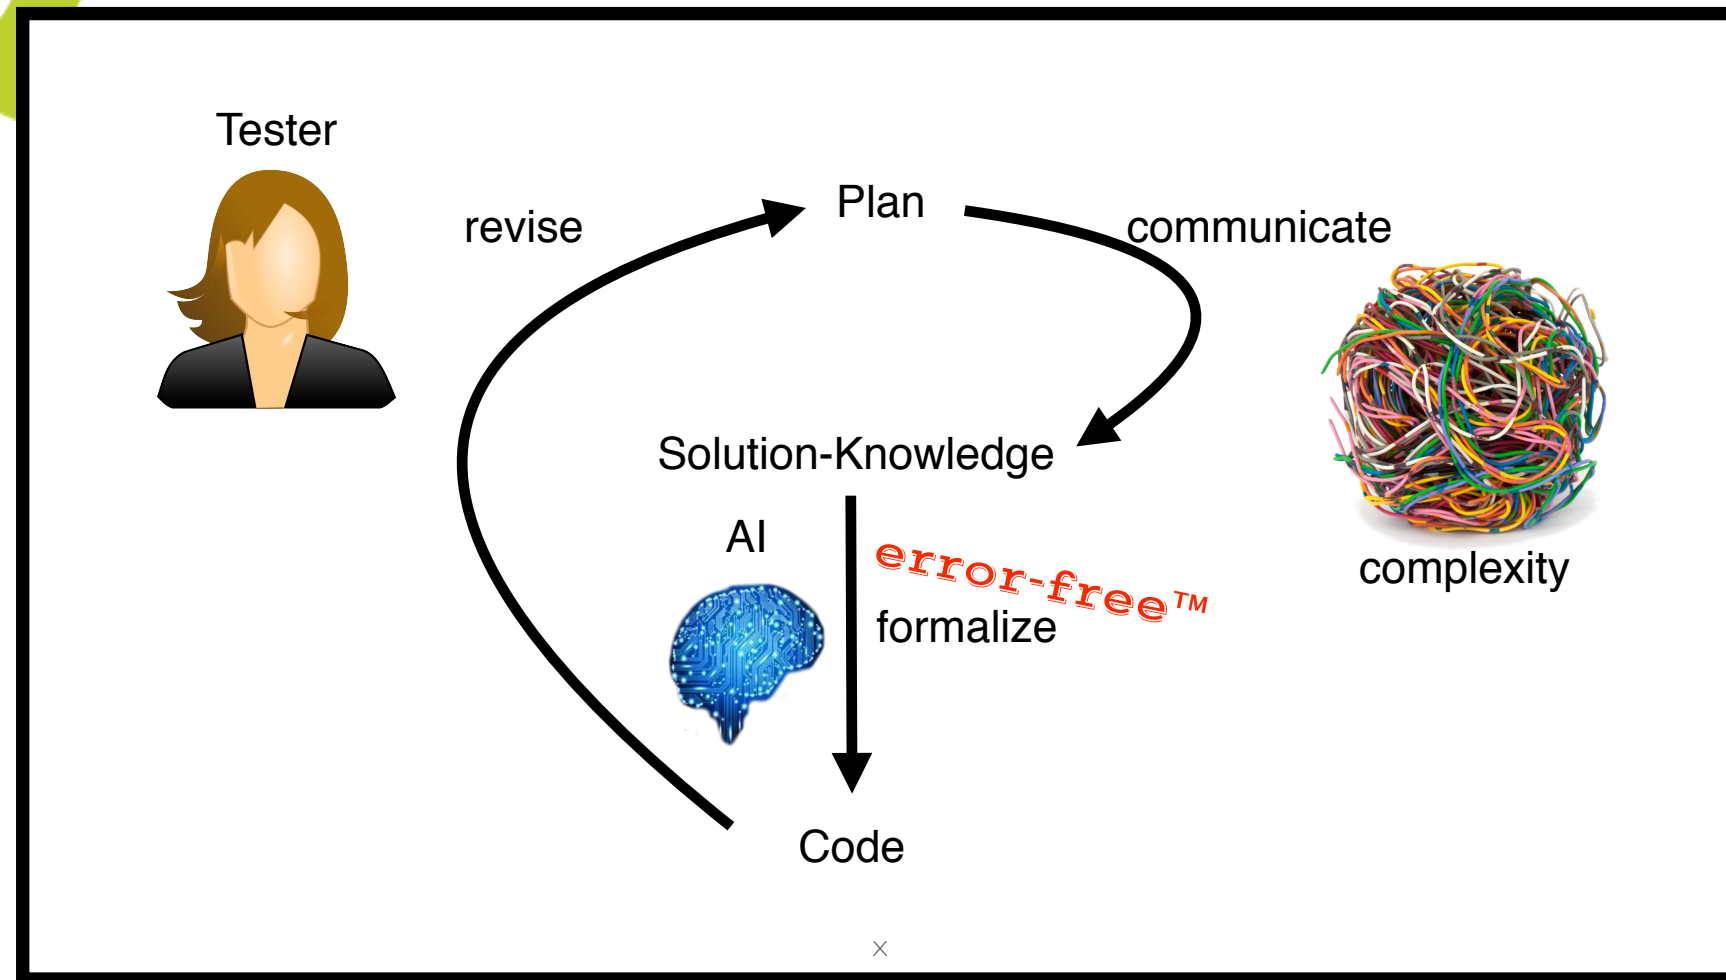 Tester
Plan
revise
communicate
Solution-Knowledge
AI
error-free™
formalize
complexity
Code
x